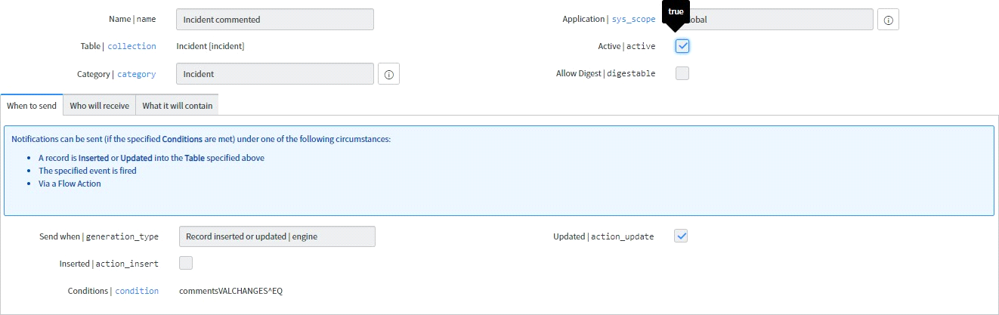 true
Name | name Incident commented Application | sys_scope obal
Table | collection Incident [incident] Active | active
Category | category Incident Allow Digest | digestable
When to send Who will receive What it will contain
Notifications can be sent (if the specified Conditions are met) under one of the following circumstances:
• A record is Inserted or Updated into the Table specified above
• The specified event is fired
• Via a Flow Action
Send when | generation_type Record inserted or updated | engine Updated | action_update
Inserted | action_insert
Conditions | condition commentsVALCHANGES^EQ